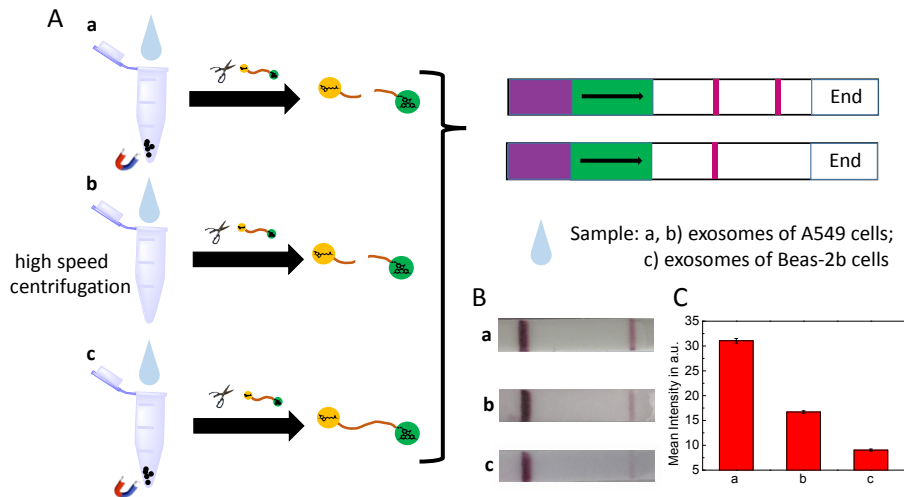 A
a
b
high speed
centrifugation
c
End
End
Sample: a, b) exosomes of A549 cells;
c) exosomes of Beas-2b cells
B
a
b
c
C
Mean Intensity in a.u.
35
30
25
20
15
10
5
a b c